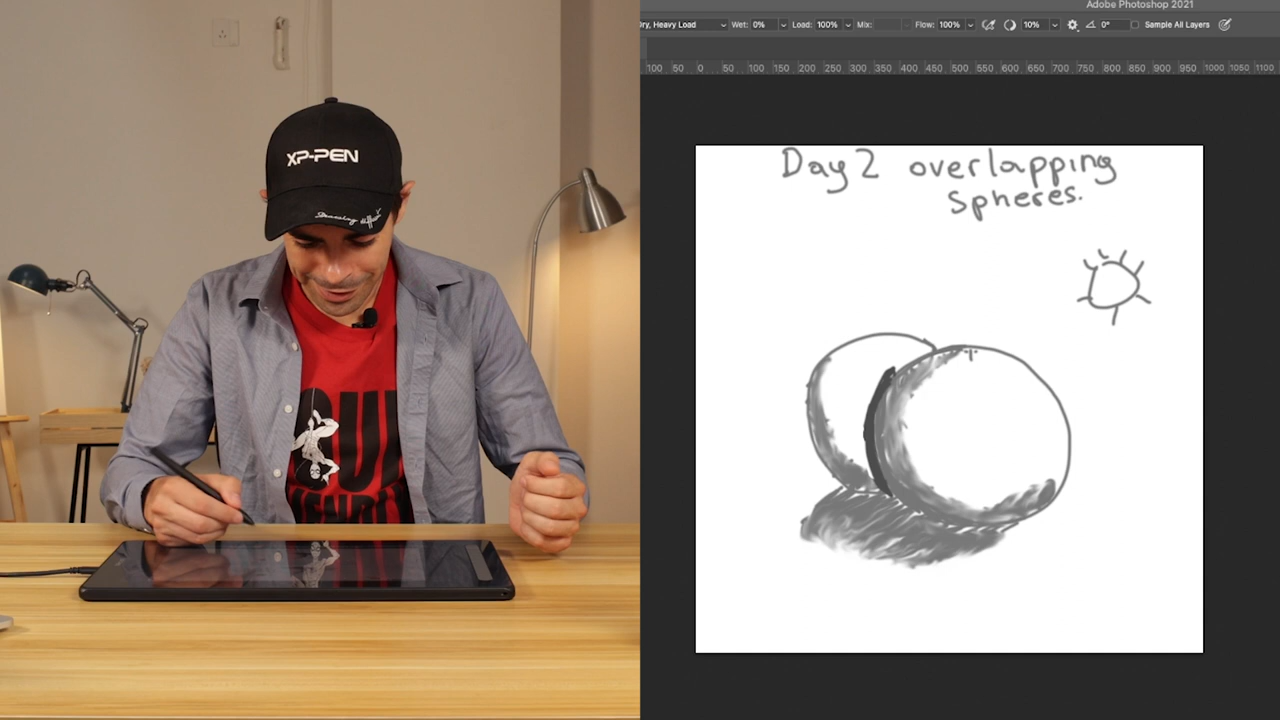 XP-PEN
Adobe Photoshop 2021
Dry, Heavy Load Wet: 0% Load: 100% Mix: Flow: 100% 10% 0° Sample All Layers
100 50 0 50 100 150 200 250 300 350 400 450 500 550 600 650 700 750 800 850 900 950 1000 1050 1100
Day 2 overlapping
Spheres.